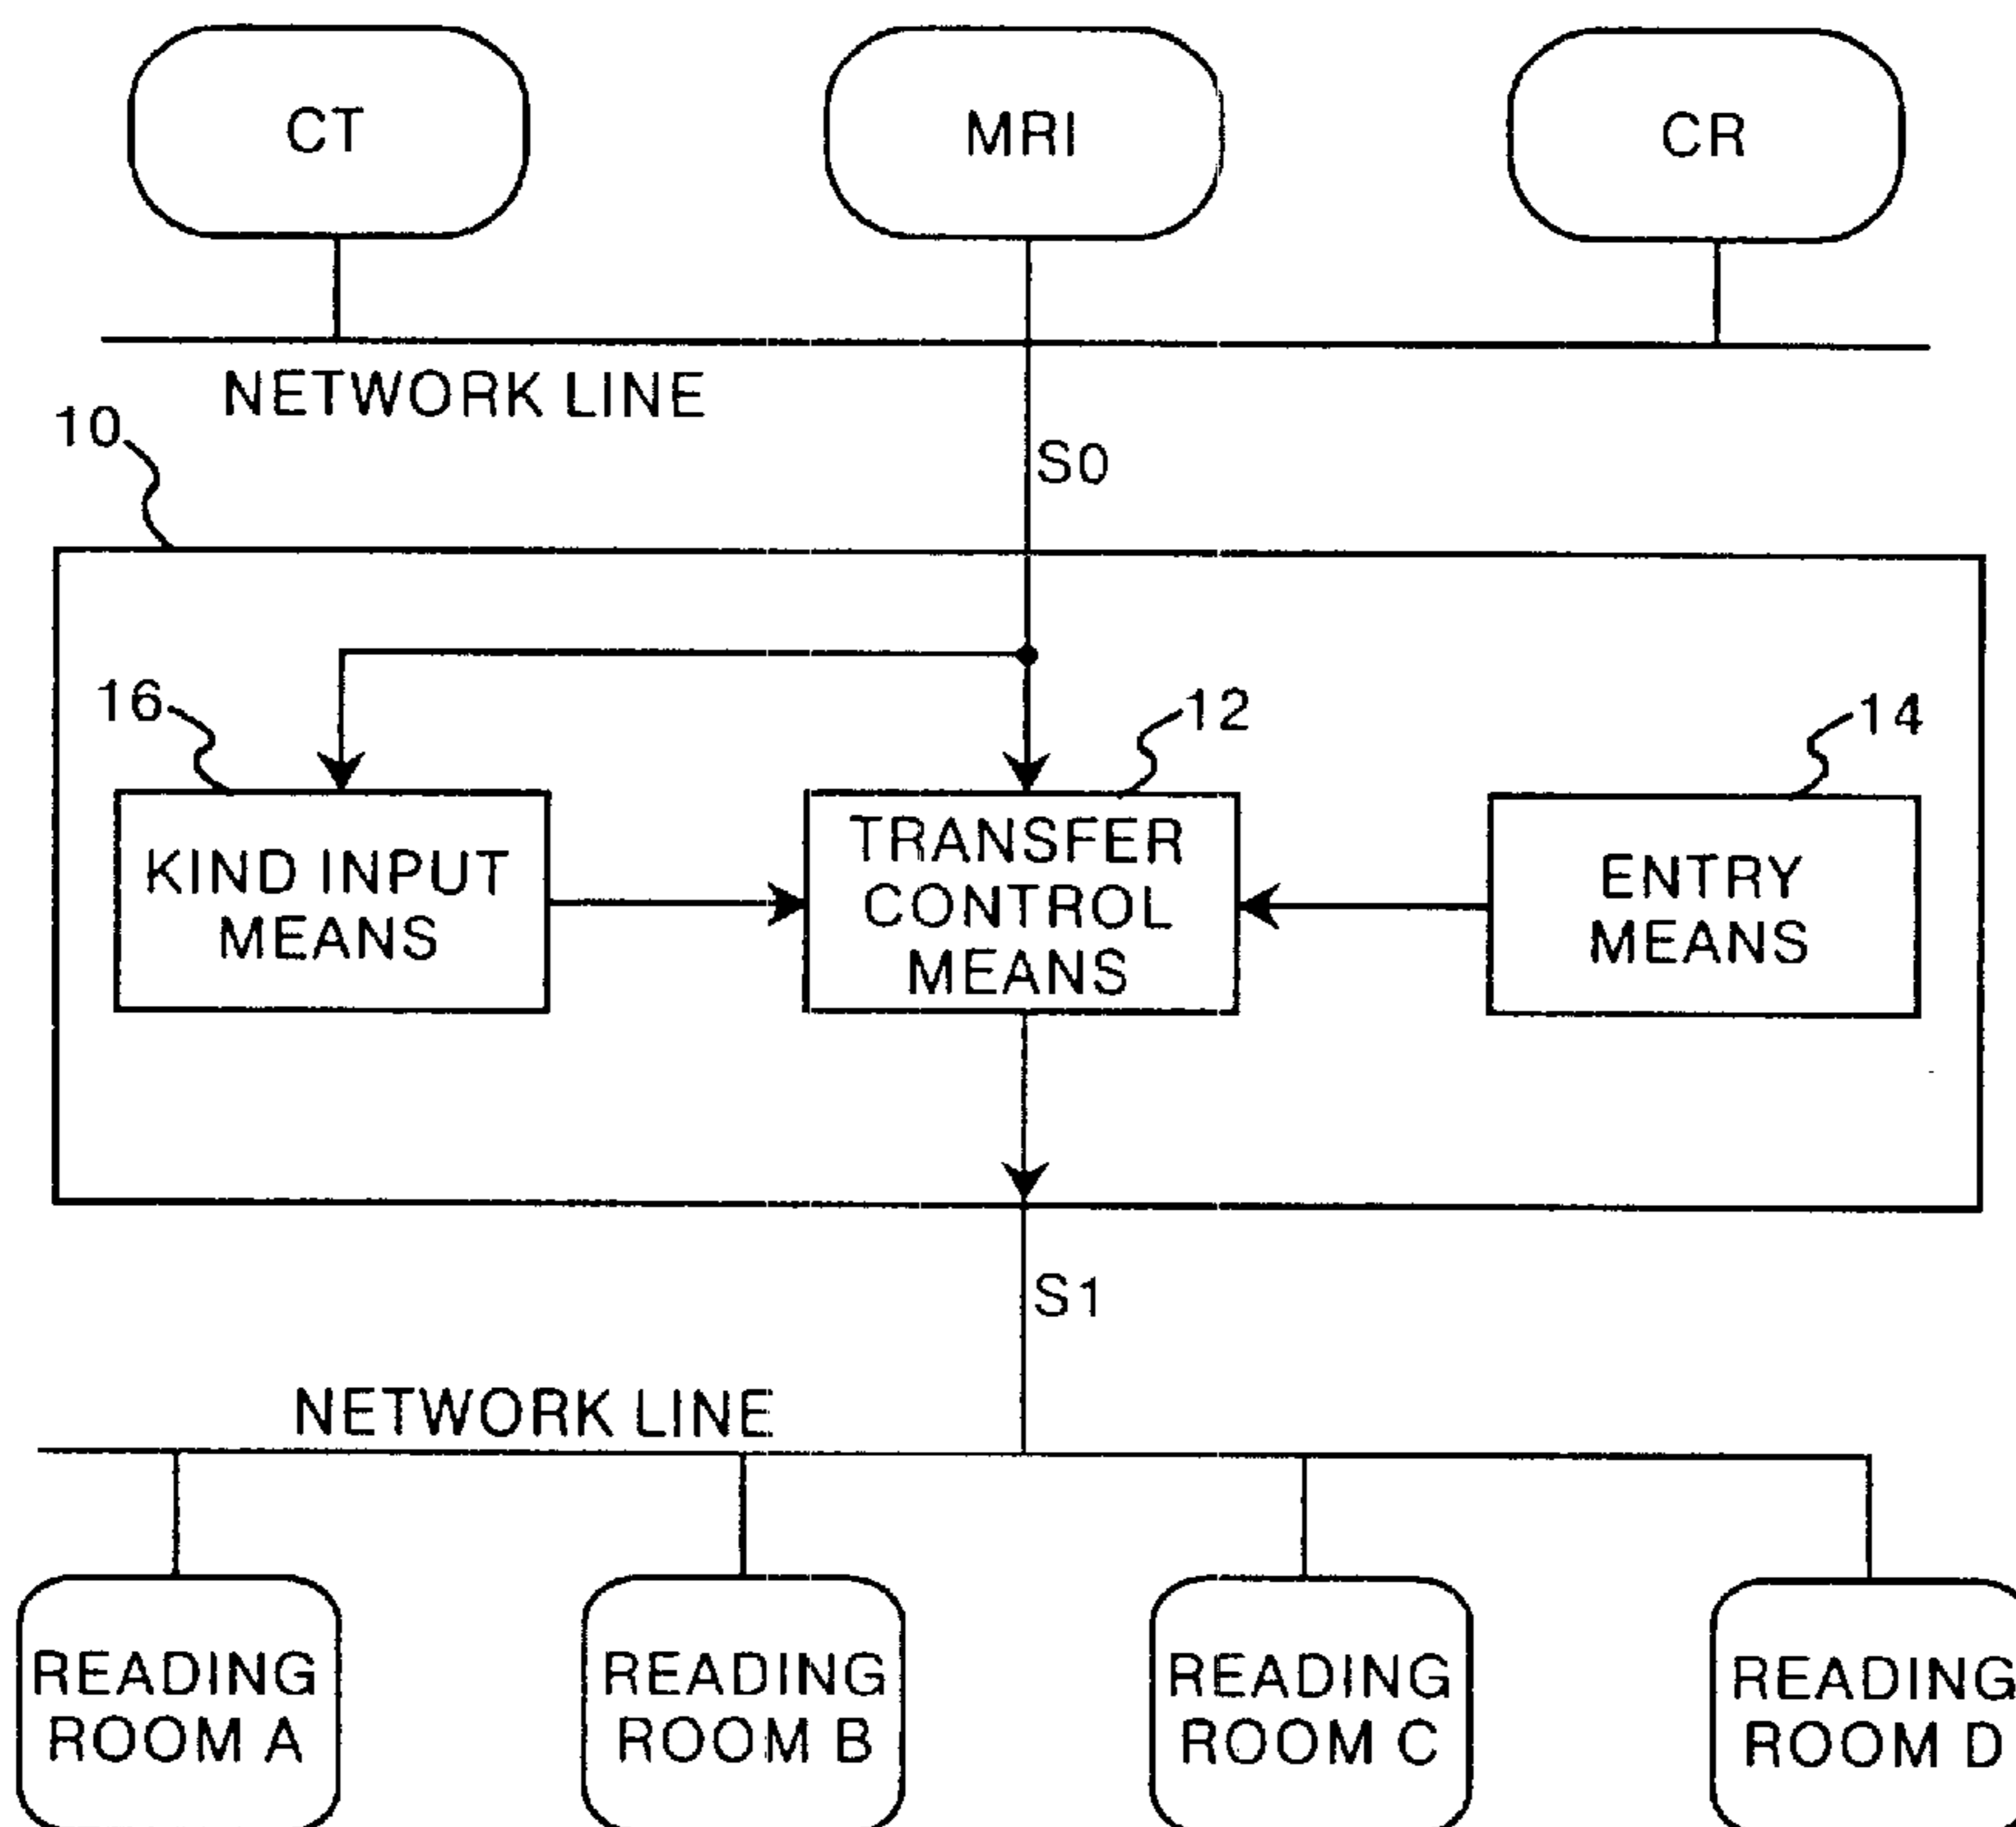 CT
MRI
CR
NETWORK LINE
10
S0
16
12
14
KIND INPUT
MEANS
TRANSFER
CONTROL
MEANS
ENTRY
MEANS
S1
NETWORK LINE
READING
ROOM A
READING
ROOM B
READING
ROOM C
READING
ROOM D